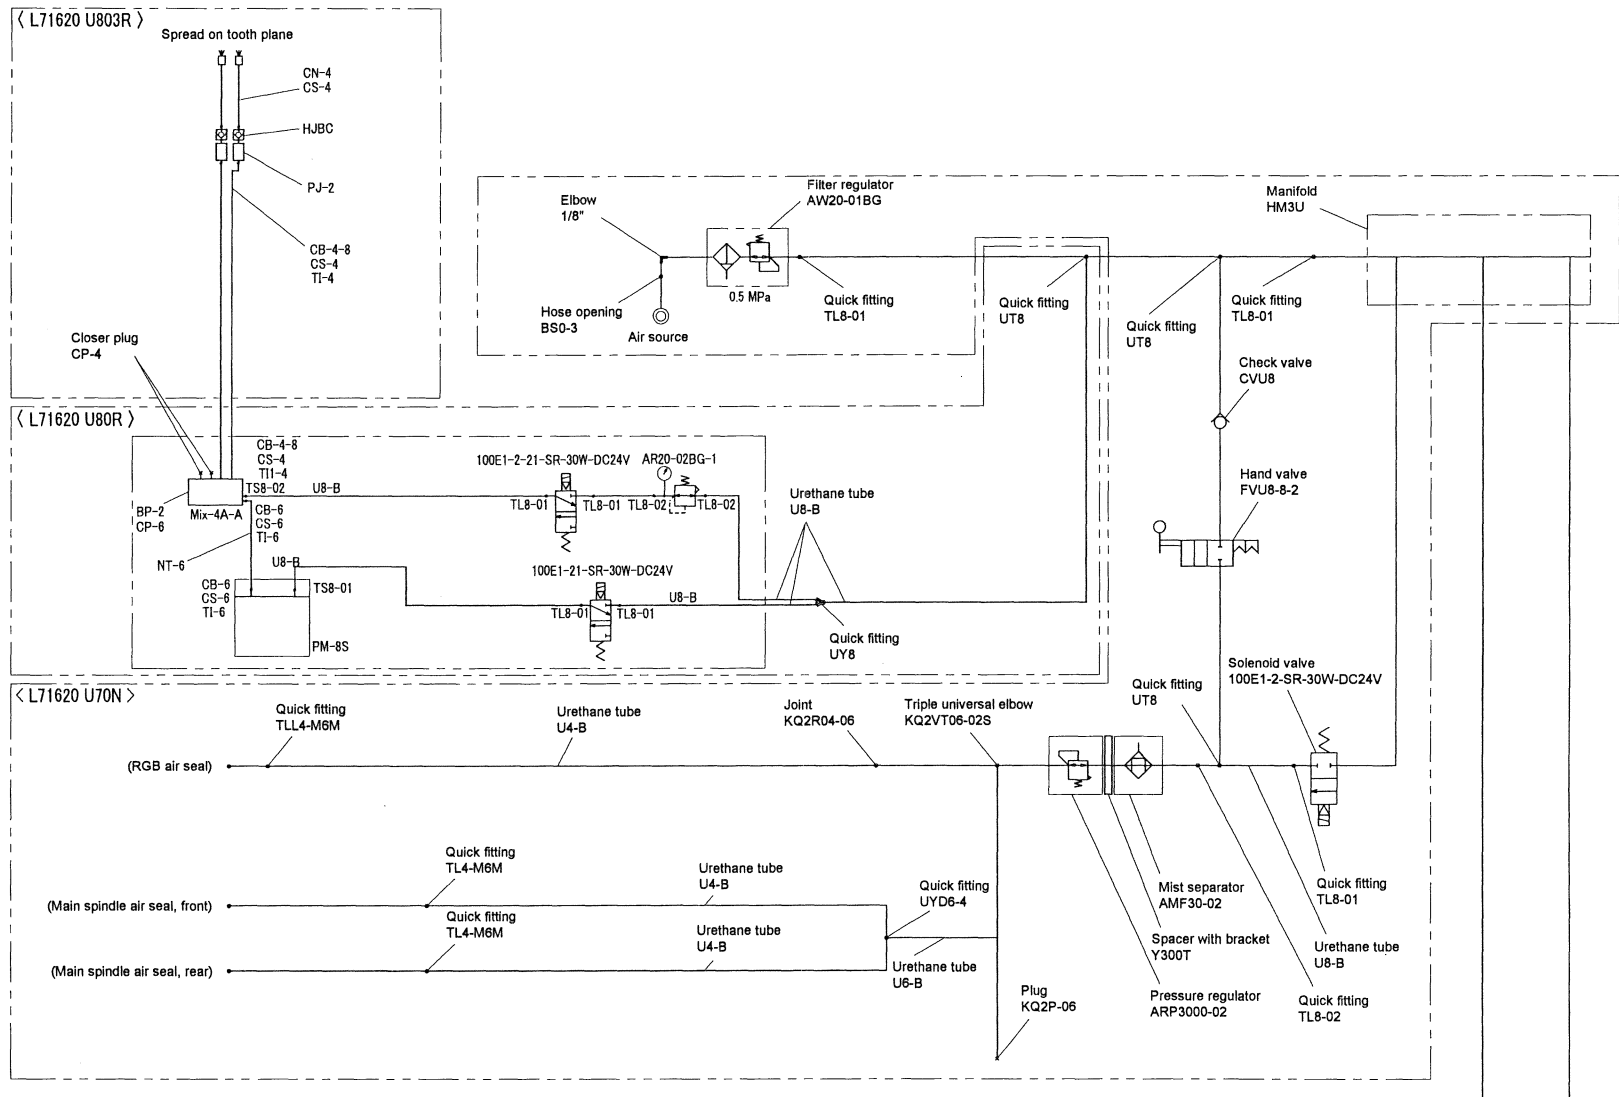 〈 L71620 U803R 〉
Spread on tooth plane
CN-4
CS-4
HJBC
PJ-2
CB-4-8
CS-4
TI-4
Closer plug
CP-4
Elbow
1/8"
Filter regulator
AW20-01BG
0.5 MPa
Hose opening
BS0-3
Air source
Quick fitting
TL8-01
Quick fitting
UT8
Quick fitting
UT8
Quick fitting
TL8-01
Manifold
HM3U
Check valve
CVU8
Hand valve
FVU8-8-2
〈 L71620 U80R 〉
CB-4-8
CS-4
TI1-4
TS8-02
U8-B
BP-2
CP-6
Mix-4A-A
CB-6
CS-6
TI-6
NT-6
100E1-2-21-SR-30W-DC24V
AR20-02BG-1
TL8-01
TL8-01
TL8-02
TL8-02
Urethane tube
U8-B
U8-B
CB-6
CS-6
TI-6
TS8-01
PM-8S
100E1-21-SR-30W-DC24V
TL8-01
TL8-01
U8-B
Quick fitting
UY8
〈 L71620 U70N 〉
Quick fitting
TLL4-M6M
Urethane tube
U4-B
Joint
KQ2R04-06
Triple universal elbow
KQ2VT06-02S
Quick fitting
UT8
Solenoid valve
100E1-2-SR-30W-DC24V
(RGB air seal)
Quick fitting
TL4-M6M
Urethane tube
U4-B
Quick fitting
UYD6-4
(Main spindle air seal, front)
Quick fitting
TL4-M6M
Urethane tube
U4-B
(Main spindle air seal, rear)
Urethane tube
U6-B
Plug
KQ2P-06
Mist separator
AMF30-02
Spacer with bracket
Y300T
Pressure regulator
ARP3000-02
Quick fitting
TL8-01
Urethane tube
U8-B
Quick fitting
TL8-02